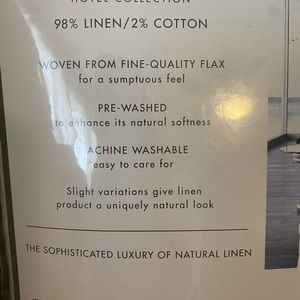 HOTEL COLLECTION
98% LINEN/2% COTTON
WOVEN FROM FINE-QUALITY FLAX
for a sumptuous feel
PRE-WASHED
to enhance its natural softness
MACHINE WASHABLE
easy to care for
Slight variations give linen
product a uniquely natural look
THE SOPHISTICATED LUXURY OF NATURAL LINEN